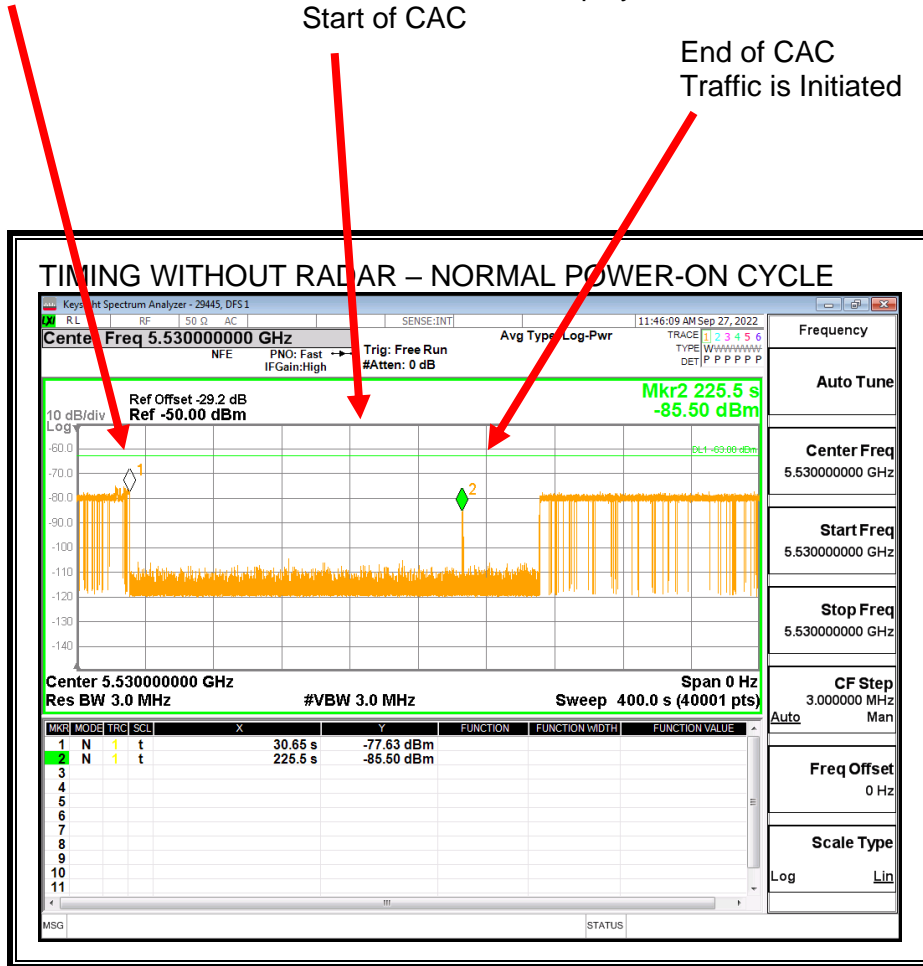 Start of CAC
End of CAC
Traffic is Initiated
TIMING WITHOUT RADAR – NORMAL POWER-ON CYCLE
Keysight Spectrum Analyzer - 29445, DFS 1
RL RF 50 Ω AC SENSE:INT 11:46:09 AM Sep 27, 2022
Center Freq 5.530000000 GHz
NFE PNO: Fast IFGain:High
Trig: Free Run
#Atten: 0 dB
Avg Type: Log-Pwr
TRACE 1 2 3 4 5 6
TYPE WWWWWW
DET P P P P P P
Ref Offset -29.2 dB
10 dB/div Ref -50.00 dBm
Log
Mkr2 225.5 s
-85.50 dBm
DL1 -63.00 dBm
-60.0
-70.0
-80.0
-90.0
-100
-110
-120
-130
-140
1
2
Center 5.530000000 GHz Span 0 Hz
Res BW 3.0 MHz #VBW 3.0 MHz Sweep 400.0 s (40001 pts)
MKR MODE TRC SCL X Y FUNCTION FUNCTION WIDTH FUNCTION VALUE
1 N 1 t 30.65 s -77.63 dBm
2 N 1 t 225.5 s -85.50 dBm
3
4
5
6
7
8
9
10
11
MSG STATUS
Frequency
Auto Tune
Center Freq
5.530000000 GHz
Start Freq
5.530000000 GHz
Stop Freq
5.530000000 GHz
CF Step
3.000000 MHz
Auto Man
Freq Offset
0 Hz
Scale Type
Log Lin